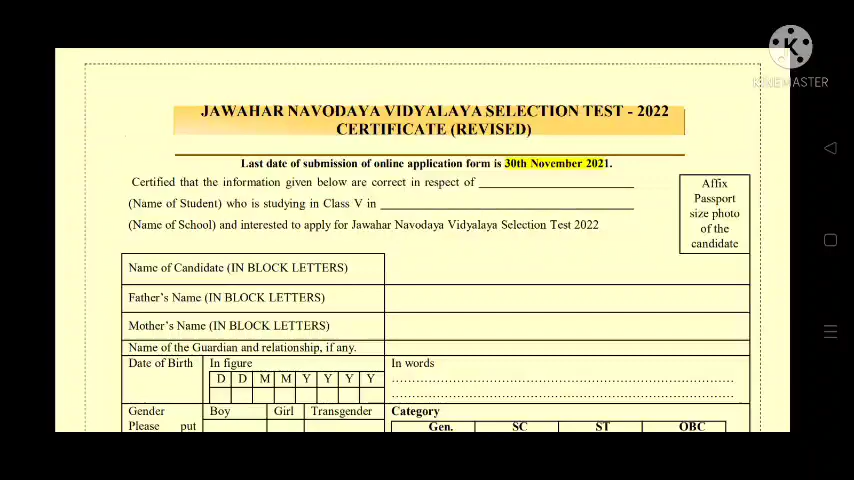 K
KINEMASTER
JAWAHAR NAVODAYA VIDYALAYA SELECTION TEST - 2022
CERTIFICATE (REVISED)
Last date of submission of online application form is 30th November 2021.
Certified that the information given below are correct in respect of
(Name of Student) who is studying in Class V in
(Name of School) and interested to apply for Jawahar Navodaya Vidyalaya Selection Test 2022
Affix
Passport
size photo
of the
candidate
Name of Candidate (IN BLOCK LETTERS)
Father's Name (IN BLOCK LETTERS)
Mother's Name (IN BLOCK LETTERS)
Name of the Guardian and relationship, if any.
Date of Birth In figure In words
D D M M Y Y Y Y
Gender Boy Girl Transgender Category
Please put Gen. SC ST OBC